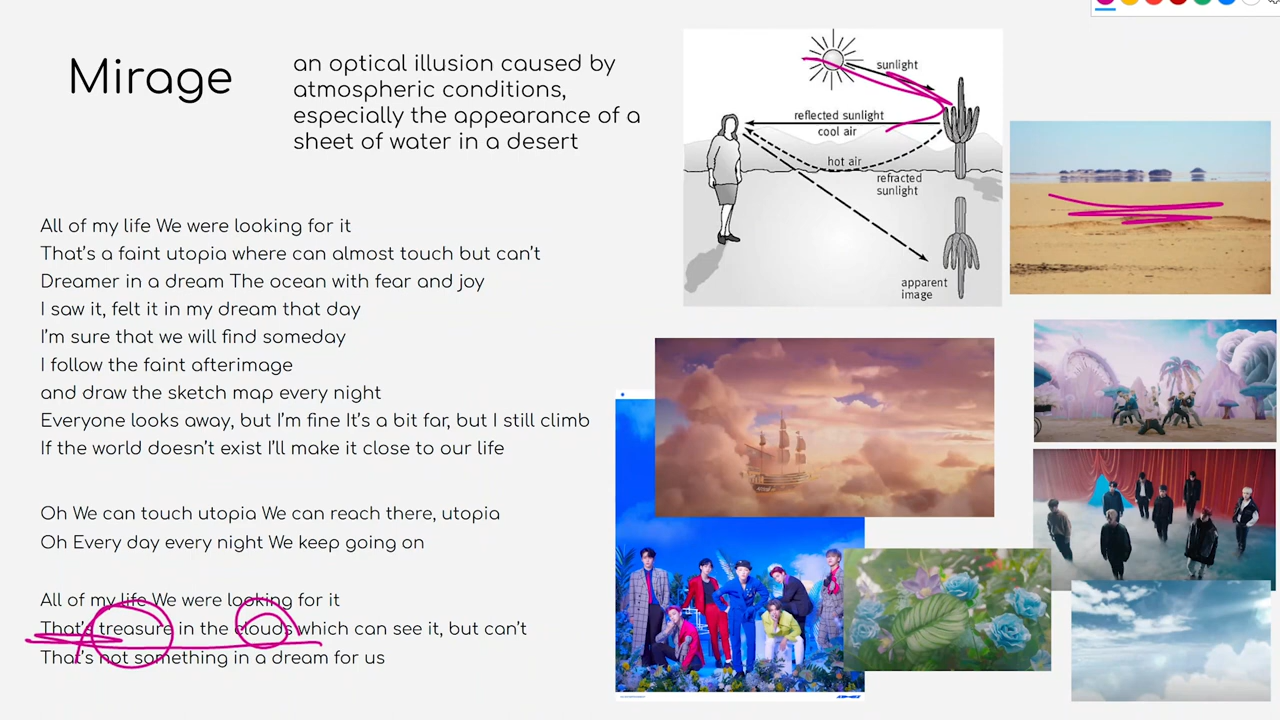 Mirage
an optical illusion caused by
atmospheric conditions,
especially the appearance of a
sheet of water in a desert
sunlight
reflected sunlight
cool air
hot air
refracted
sunlight
apparent
image
All of my life We were looking for it
That's a faint utopia where can almost touch but can't
Dreamer in a dream The ocean with fear and joy
I saw it, felt it in my dream that day
I'm sure that we will find someday
I follow the faint afterimage
and draw the sketch map every night
Everyone looks away, but I'm fine It's a bit far, but I still climb
If the world doesn't exist I'll make it close to our life
Oh We can touch utopia We can reach there, utopia
Oh Every day every night We keep going on
All of my life We were looking for it
That's treasure in the clouds which can see it, but can't
That's not something in a dream for us